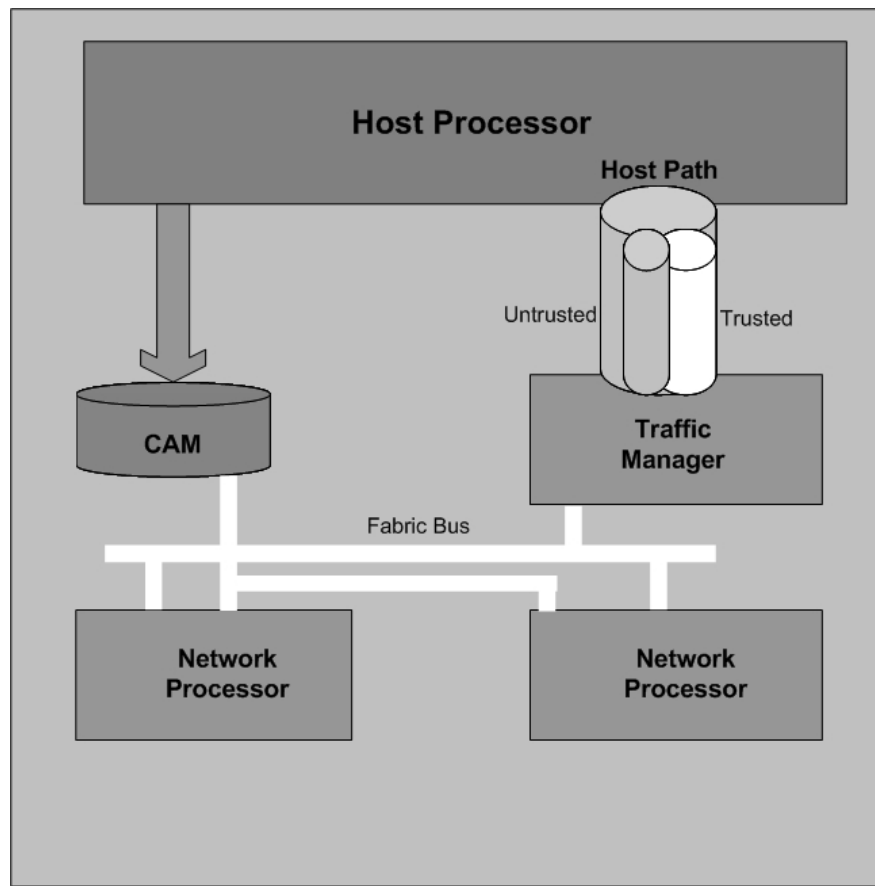 Host Processor
Host Path
Untrusted
Trusted
CAM
Traffic
Manager
Fabric Bus
Network
Processor
Network
Processor